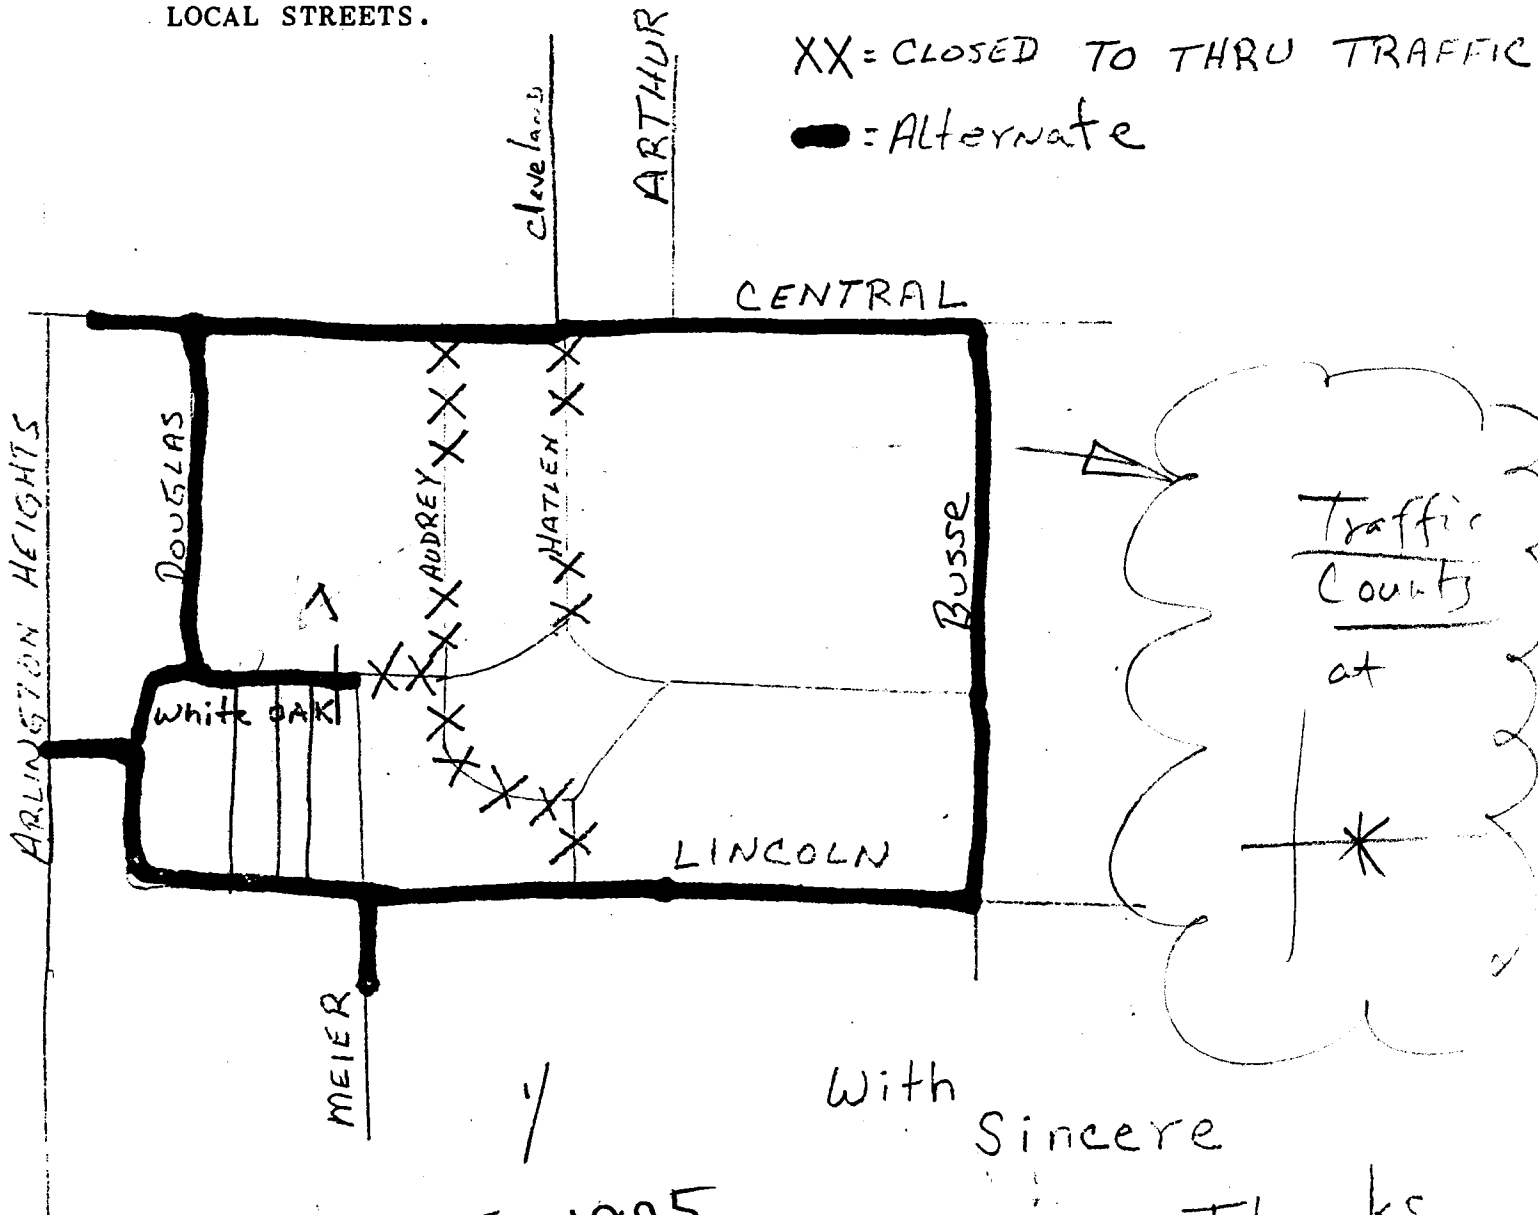 LOCAL STREETS.
XX = CLOSED TO THRU TRAFFIC
= Alternate
Cleveland
ARTHUR
CENTRAL
ARLINGTON HEIGHTS
DOUGLAS
AUDREY
HATLEN
Busse
Traffic
Counts
at
White OAK
LINCOLN
MEIER
With
Sincere